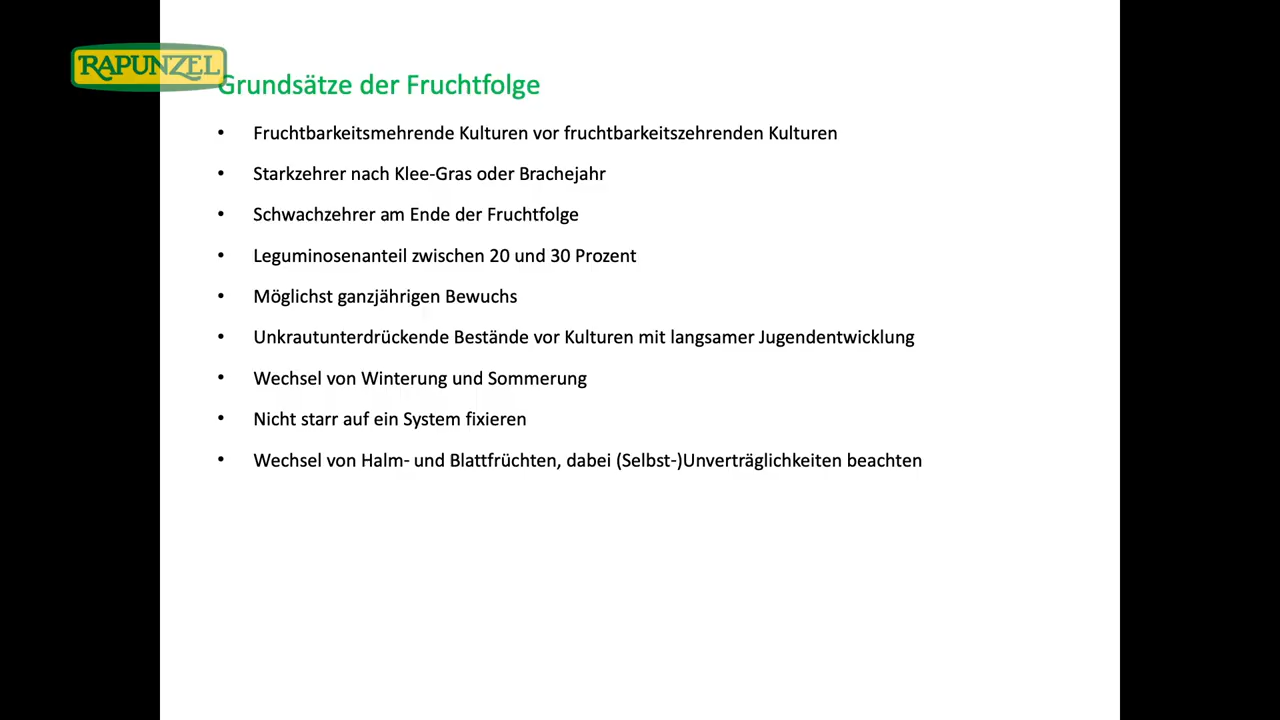 RAPUNZEL
Grundsätze der Fruchtfolge
• Fruchtbarkeitsmehrende Kulturen vor fruchtbarkeitszehrenden Kulturen
• Starkzehrer nach Klee-Gras oder Brachejahr
• Schwachzehrer am Ende der Fruchtfolge
• Leguminosenanteil zwischen 20 und 30 Prozent
• Möglichst ganzjährigen Bewuchs
• Unkrautunterdrückende Bestände vor Kulturen mit langsamer Jugendentwicklung
• Wechsel von Winterung und Sommerung
• Nicht starr auf ein System fixieren
• Wechsel von Halm- und Blattfrüchten, dabei (Selbst-)Unverträglichkeiten beachten